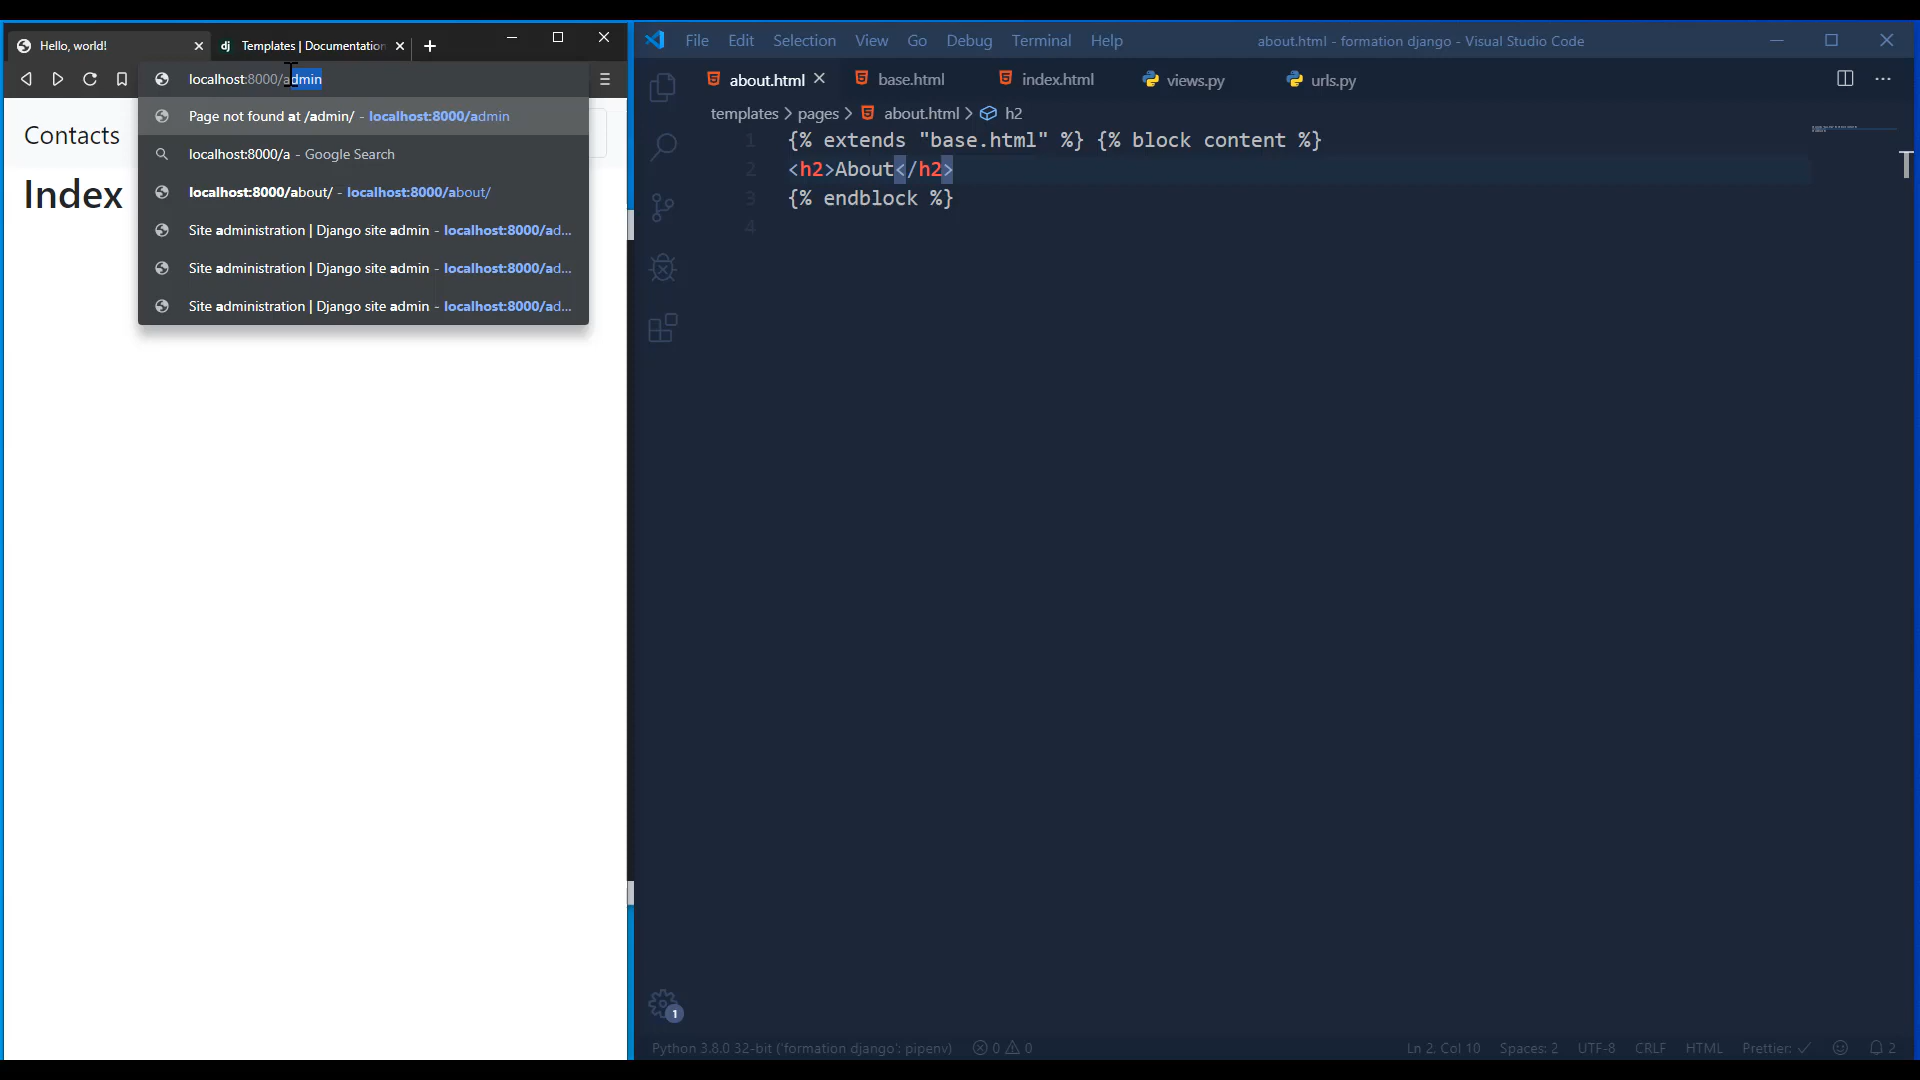 Hello, world!
Templates | Documentation
localhost:8000/admin
Page not found at /admin/ - localhost:8000/admin
localhost:8000/a - Google Search
localhost:8000/about/ - localhost:8000/about/
Site administration | Django site admin - localhost:8000/ad...
Site administration | Django site admin - localhost:8000/ad...
Site administration | Django site admin - localhost:8000/ad...
Contacts
Index
File Edit Selection View Go Debug Terminal Help
about.html - formation django - Visual Studio Code
about.html base.html index.html views.py urls.py
templates > pages > about.html > h2
1 {% extends "base.html" %} {% block content %}
2 <h2>About</h2>
3 {% endblock %}
4
1
Python 3.8.0 32-bit ('formation django': pipenv) 0 0
Ln 2, Col 10 Spaces: 2 UTF-8 CRLF HTML Prettier: ✓ 2